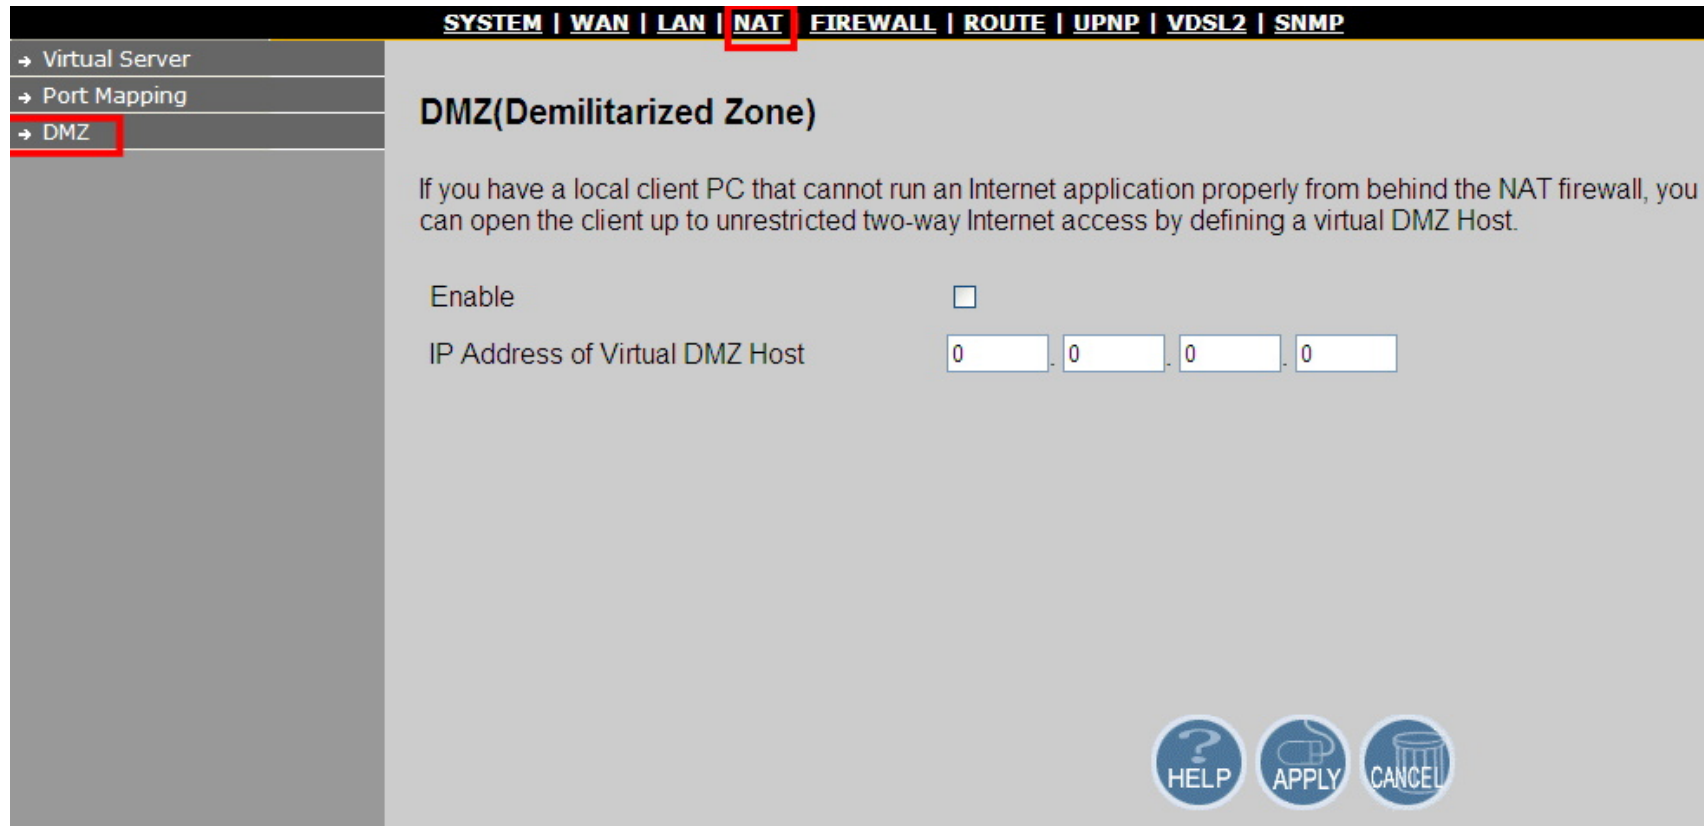 SYSTEM | WAN | LAN | NAT | FIREWALL | ROUTE | UPNP | VDSL2 | SNMP
Virtual Server
Port Mapping
DMZ
DMZ(Demilitarized Zone)
If you have a local client PC that cannot run an Internet application properly from behind the NAT firewall, you
can open the client up to unrestricted two-way Internet access by defining a virtual DMZ Host.
Enable
IP Address of Virtual DMZ Host 0 . 0 . 0 . 0
HELP APPLY CANCEL